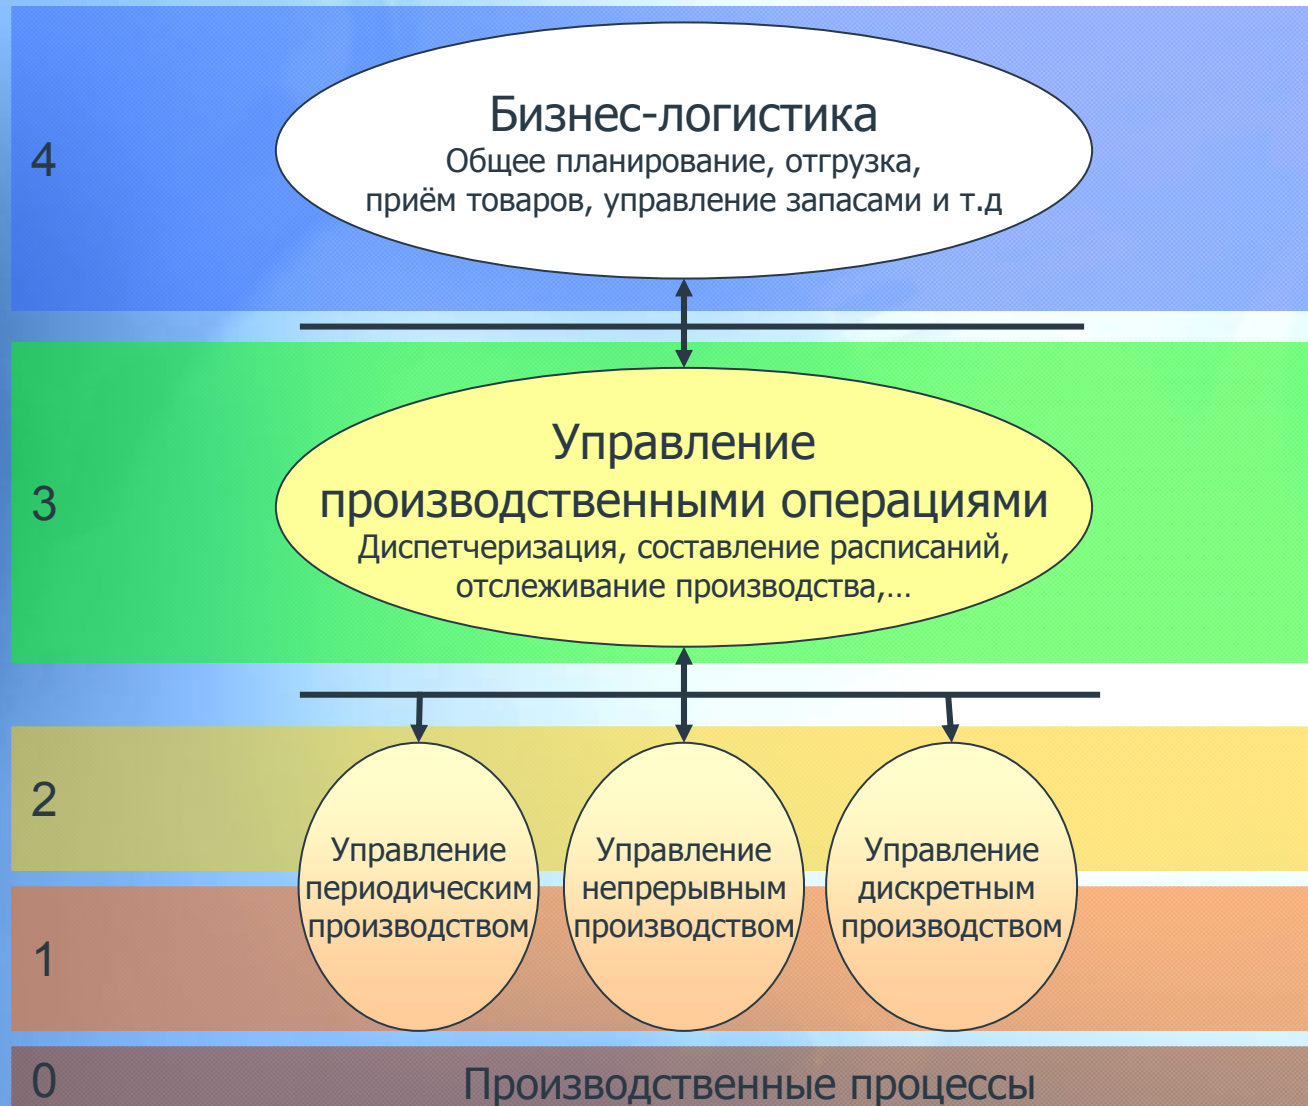 4
Бизнес-логистика
Общее планирование, отгрузка,
приём товаров, управление запасами и т.д
3
Управление
производственными операциями
Диспетчеризация, составление расписаний,
отслеживание производства,...
2
Управление
периодическим
производством
Управление
непрерывным
производством
Управление
дискретным
производством
1
0
Производственные процессы